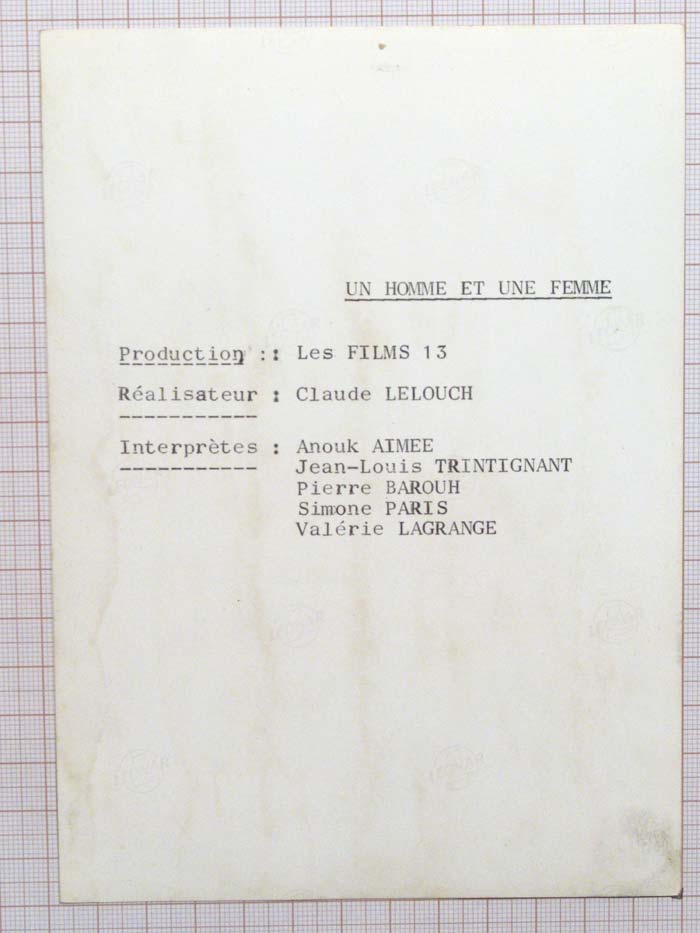 UN HOMME ET UNE FEMME
Production :: Les FILMS 13
Réalisateur : Claude LELOUCH
Interprètes : Anouk AIMEE
Jean-Louis TRINTIGNANT
Pierre BAROUH
Simone PARIS
Valérie LAGRANGE